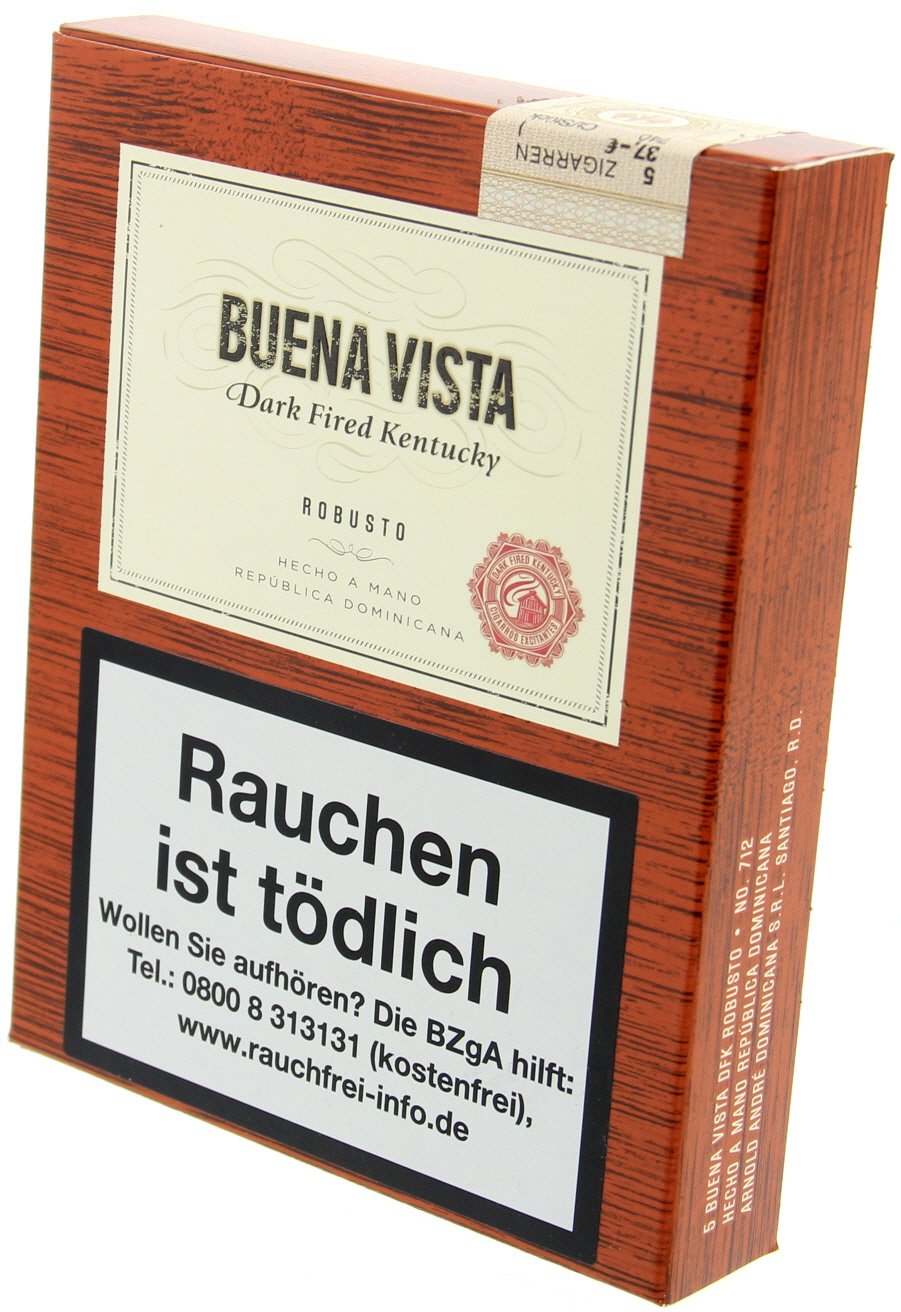 5
37-€
ZIGARREN
BUENA VISTA
Dark Fired Kentucky
ROBUSTO
HECHO A MANO
REPÚBLICA DOMINICANA
DARK FIRED KENTUCKY
CIGARROS EXCITANTES
Rauchen
ist tödlich
Wollen Sie aufhören? Die BZgA hilft:
Tel.: 0800 8 313131 (kostenfrei),
www.rauchfrei-info.de
5 BUENA VISTA DFK ROBUSTO • NO. 712
HECHO A MANO REPÚBLICA DOMINICANA
ARNOLD ANDRÉ DOMINICANA S.R.L. SANTIAGO, R.D.